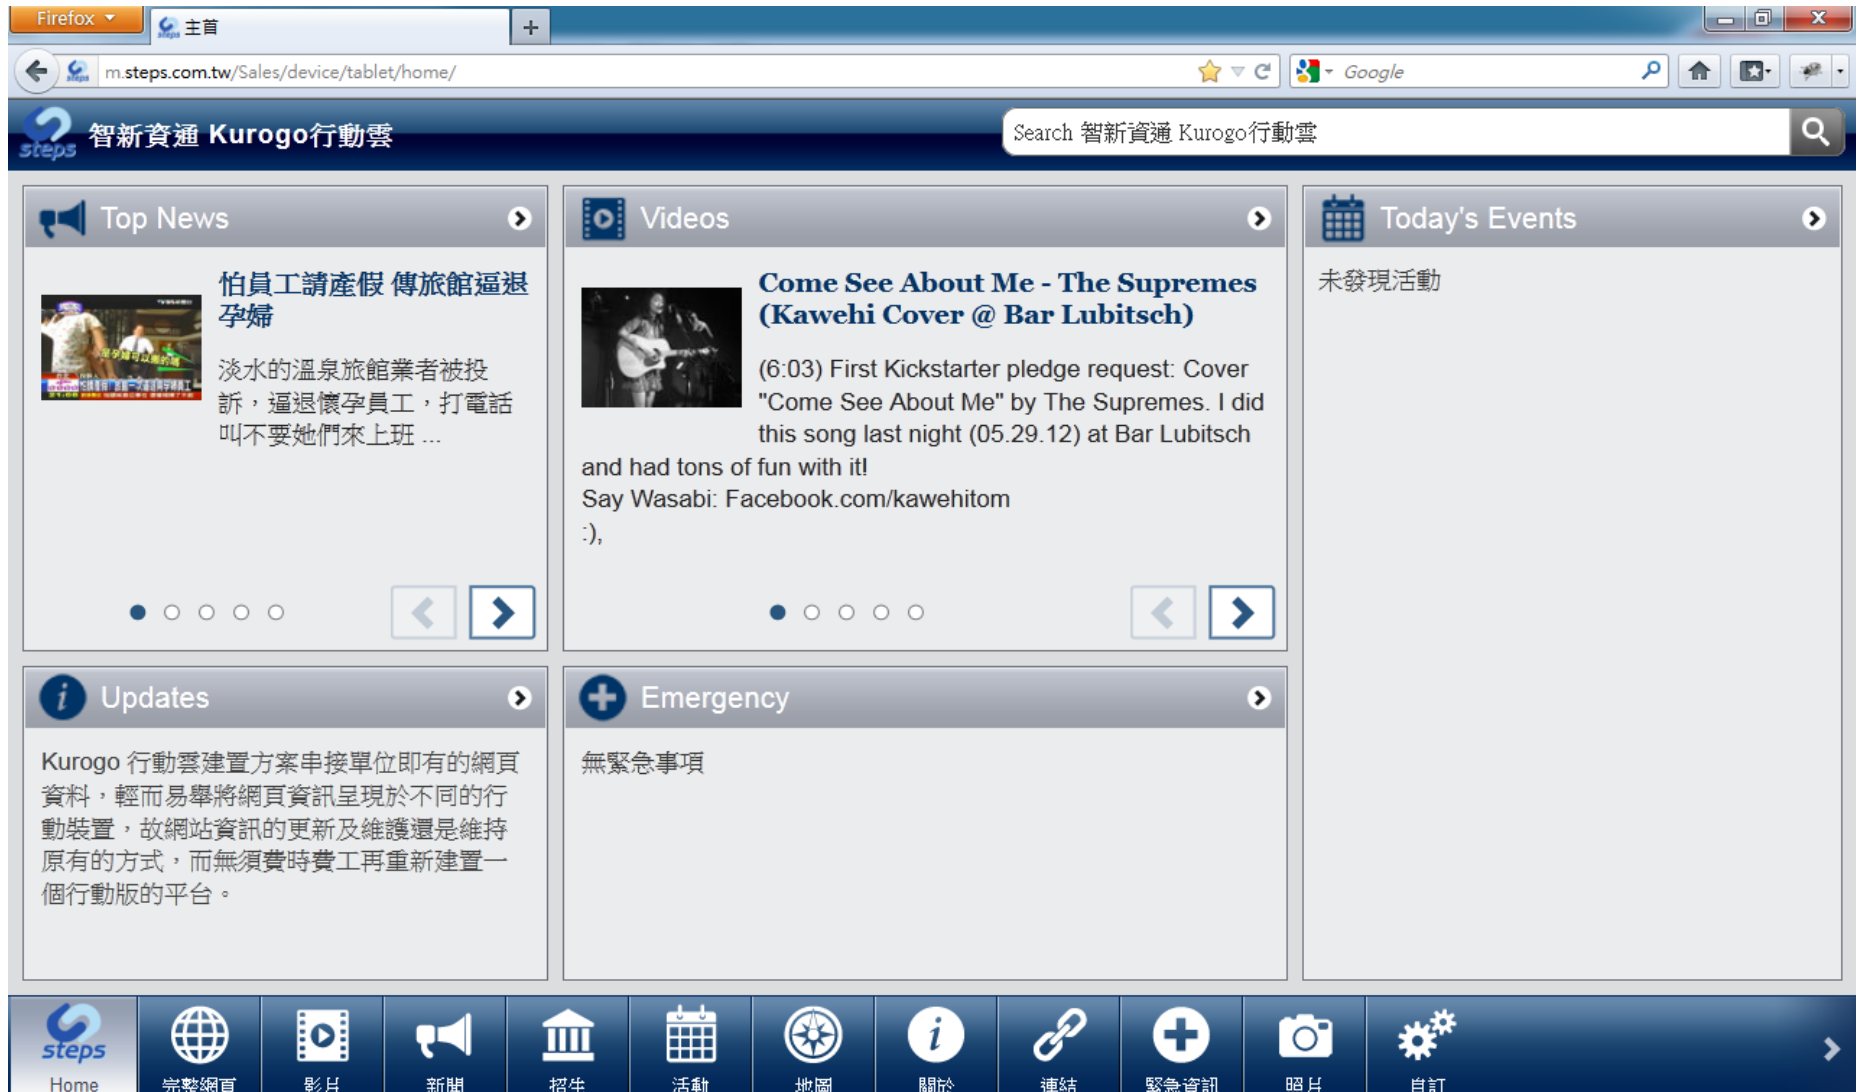 Firefox
steps 主首
m.steps.com.tw/Sales/device/tablet/home/
Google
steps
智新資通 Kurogo行動雲
Search 智新資通 Kurogo行動雲
Top News
怕員工請產假 傳旅館逼退
孕婦
淡水的溫泉旅館業者被投
訴，逼退懷孕員工，打電話
叫不要她們來上班 ...
Videos
Come See About Me - The Supremes
(Kawehi Cover @ Bar Lubitsch)
(6:03) First Kickstarter pledge request: Cover
"Come See About Me" by The Supremes. I did
this song last night (05.29.12) at Bar Lubitsch
and had tons of fun with it!
Say Wasabi: Facebook.com/kawehitom
:),
Today's Events
未發現活動
Updates
Kurogo 行動雲建置方案串接單位即有的網頁
資料，輕而易舉將網頁資訊呈現於不同的行
動裝置，故網站資訊的更新及維護還是維持
原有的方式，而無須費時費工再重新建置一
個行動版的平台。
Emergency
無緊急事項
steps
Home 完整網頁 影片 新聞 招生 活動 地圖 關於 連結 緊急資訊 照片 自訂